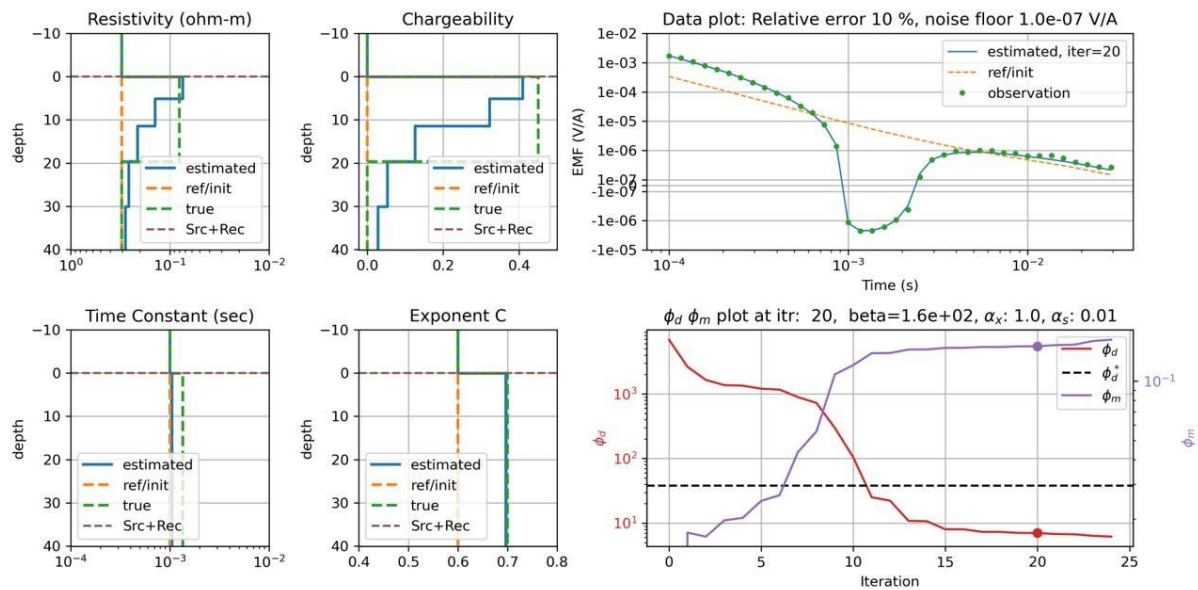 Resistivity (ohm-m)
−10
0
10
20
30
40
depth
10⁰
10⁻¹
10⁻²
estimated
ref/init
true
Src+Rec
Chargeability
−10
0
10
20
30
40
depth
0.0
0.2
0.4
estimated
ref/init
true
Src+Rec
Data plot: Relative error 10 %, noise floor 1.0e-07 V/A
1e-02
1e-03
1e-04
1e-05
1e-06
1e-07
0
-1e-07
-1e-06
-1e-05
EMF (V/A)
10⁻⁴
10⁻³
10⁻²
Time (s)
estimated, iter=20
ref/init
observation
Time Constant (sec)
−10
0
10
20
30
40
depth
10⁻⁴
10⁻³
10⁻²
estimated
ref/init
true
Src+Rec
Exponent C
−10
0
10
20
30
40
depth
0.4
0.5
0.6
0.7
0.8
estimated
ref/init
true
Src+Rec
ϕd ϕm plot at itr: 20, beta=1.6e+02, αx: 1.0, αs: 0.01
10³
10²
10¹
ϕd
0
5
10
15
20
25
Iteration
ϕd
ϕd*
ϕm
10⁻¹
ϕm